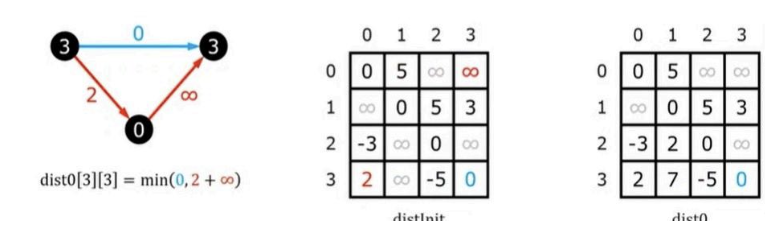 0
3 3
2 ∞
0
dist0[3][3] = min(0,2 + ∞)
0 1 2 3
0 0 5 ∞ ∞
1 ∞ 0 5 3
2 -3 ∞ 0 ∞
3 2 ∞ -5 0
distInit
0 1 2 3
0 0 5 ∞ ∞
1 ∞ 0 5 3
2 -3 2 0 ∞
3 2 7 -5 0
dist0